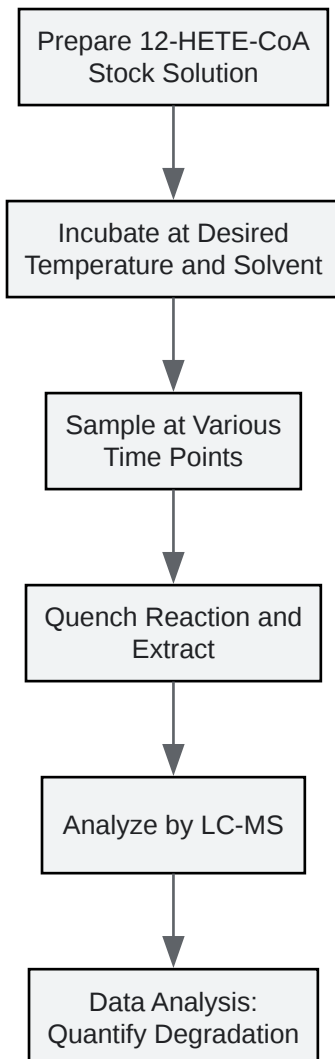 Prepare 12-HETE-CoA
Stock Solution
Incubate at Desired
Temperature and Solvent
Sample at Various
Time Points
Quench Reaction and
Extract
Analyze by LC-MS
Data Analysis:
Quantify Degradation